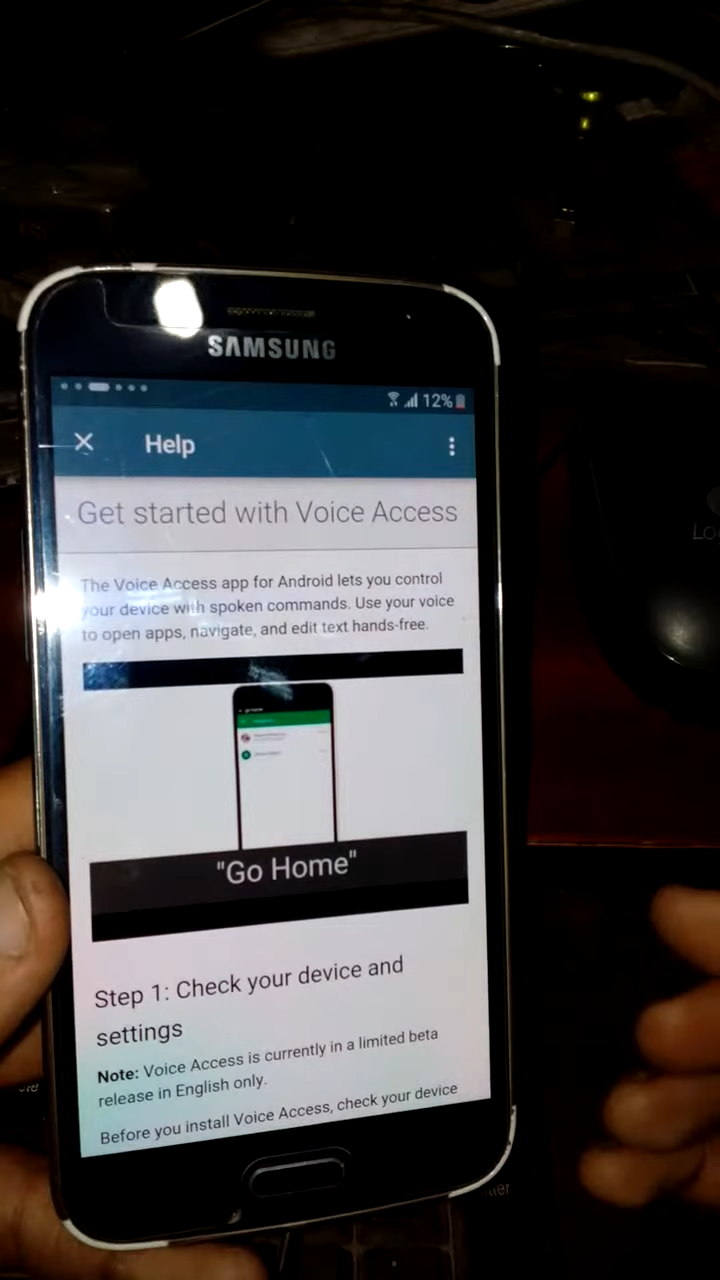 SAMSUNG
12%
Help
Get started with Voice Access
The Voice Access app for Android lets you control
your device with spoken commands. Use your voice
to open apps, navigate, and edit text hands-free.
"Go Home"
Step 1: Check your device and
settings
Note: Voice Access is currently in a limited beta
release in English only.
Before you install Voice Access, check your device